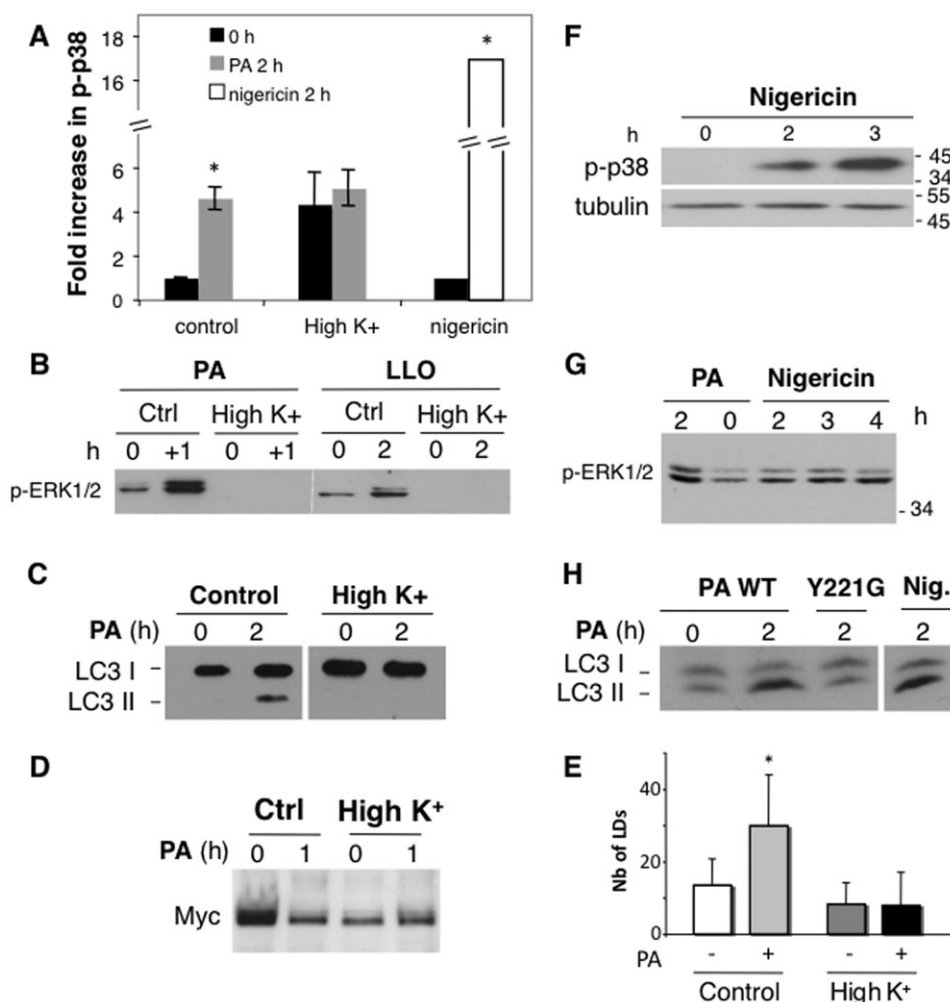 A
Fold increase in p-p38
18
16
6
4
2
0
0 h
PA 2 h
nigericin 2 h
*
*
control High K+ nigericin
B
PA LLO
Ctrl High K+ Ctrl High K+
h 0 +1 0 +1 0 2 0 2
p-ERK1/2
C
Control High K+
PA (h) 0 2 0 2
LC3 I -
LC3 II -
D
Ctrl High K+
PA (h) 0 1 0 1
Myc
F
Nigericin
h 0 2 3
p-p38
- 45
- 34
tubulin
- 55
- 45
G
PA Nigericin
2 0 2 3 4 h
p-ERK1/2
- 34
H
PA WT Y221G Nig.
PA (h) 0 2 2 2
LC3 I -
LC3 II -
E
Nb of LDs
40
20
0
*
PA - + - +
Control High K+